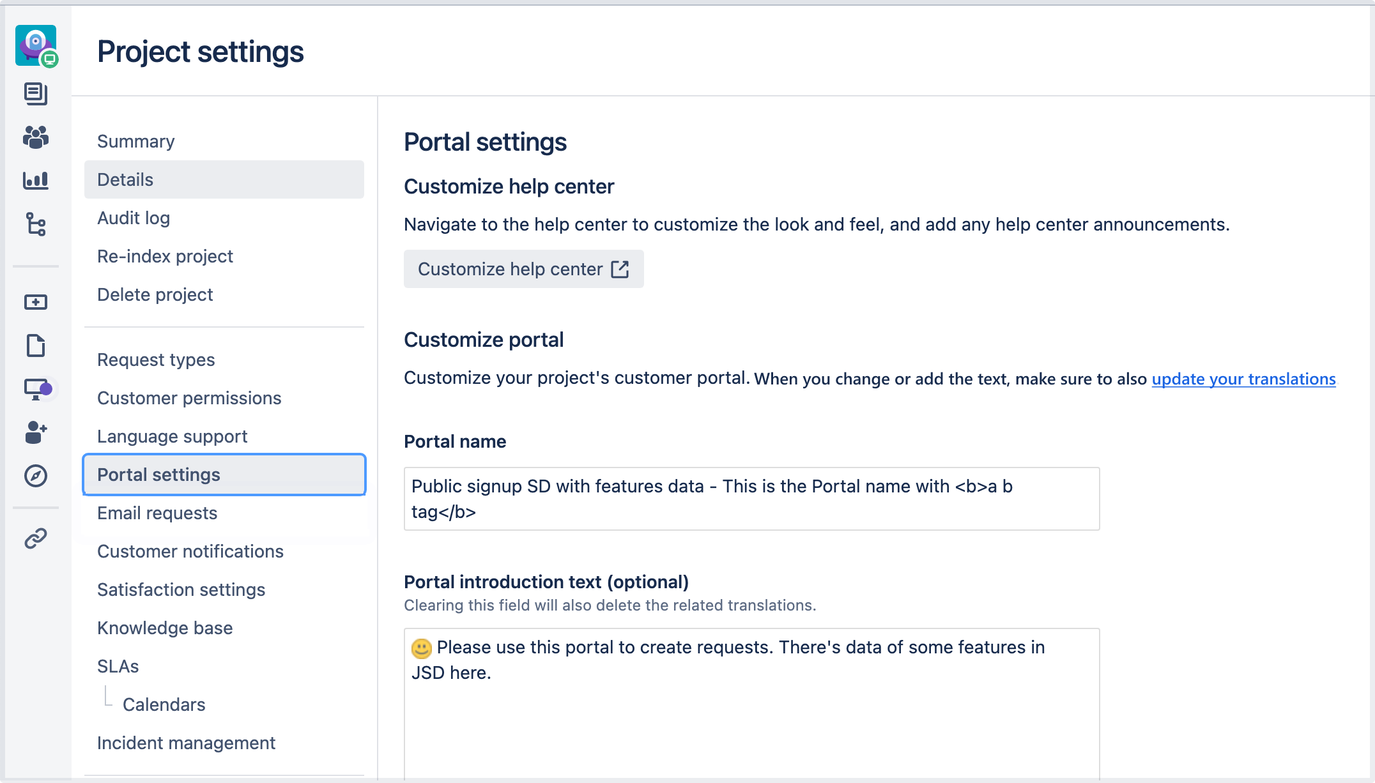 Project settings
Summary
Details
Audit log
Re-index project
Delete project
Request types
Customer permissions
Language support
Portal settings
Email requests
Customer notifications
Satisfaction settings
Knowledge base
SLAs
Calendars
Incident management
Portal settings
Customize help center
Navigate to the help center to customize the look and feel, and add any help center announcements.
Customize help center
Customize portal
Customize your project's customer portal. When you change or add the text, make sure to also update your translations
Portal name
Public signup SD with features data - This is the Portal name with <b>a b
tag</b>
Portal introduction text (optional)
Clearing this field will also delete the related translations.
🙂 Please use this portal to create requests. There's data of some features in
JSD here.